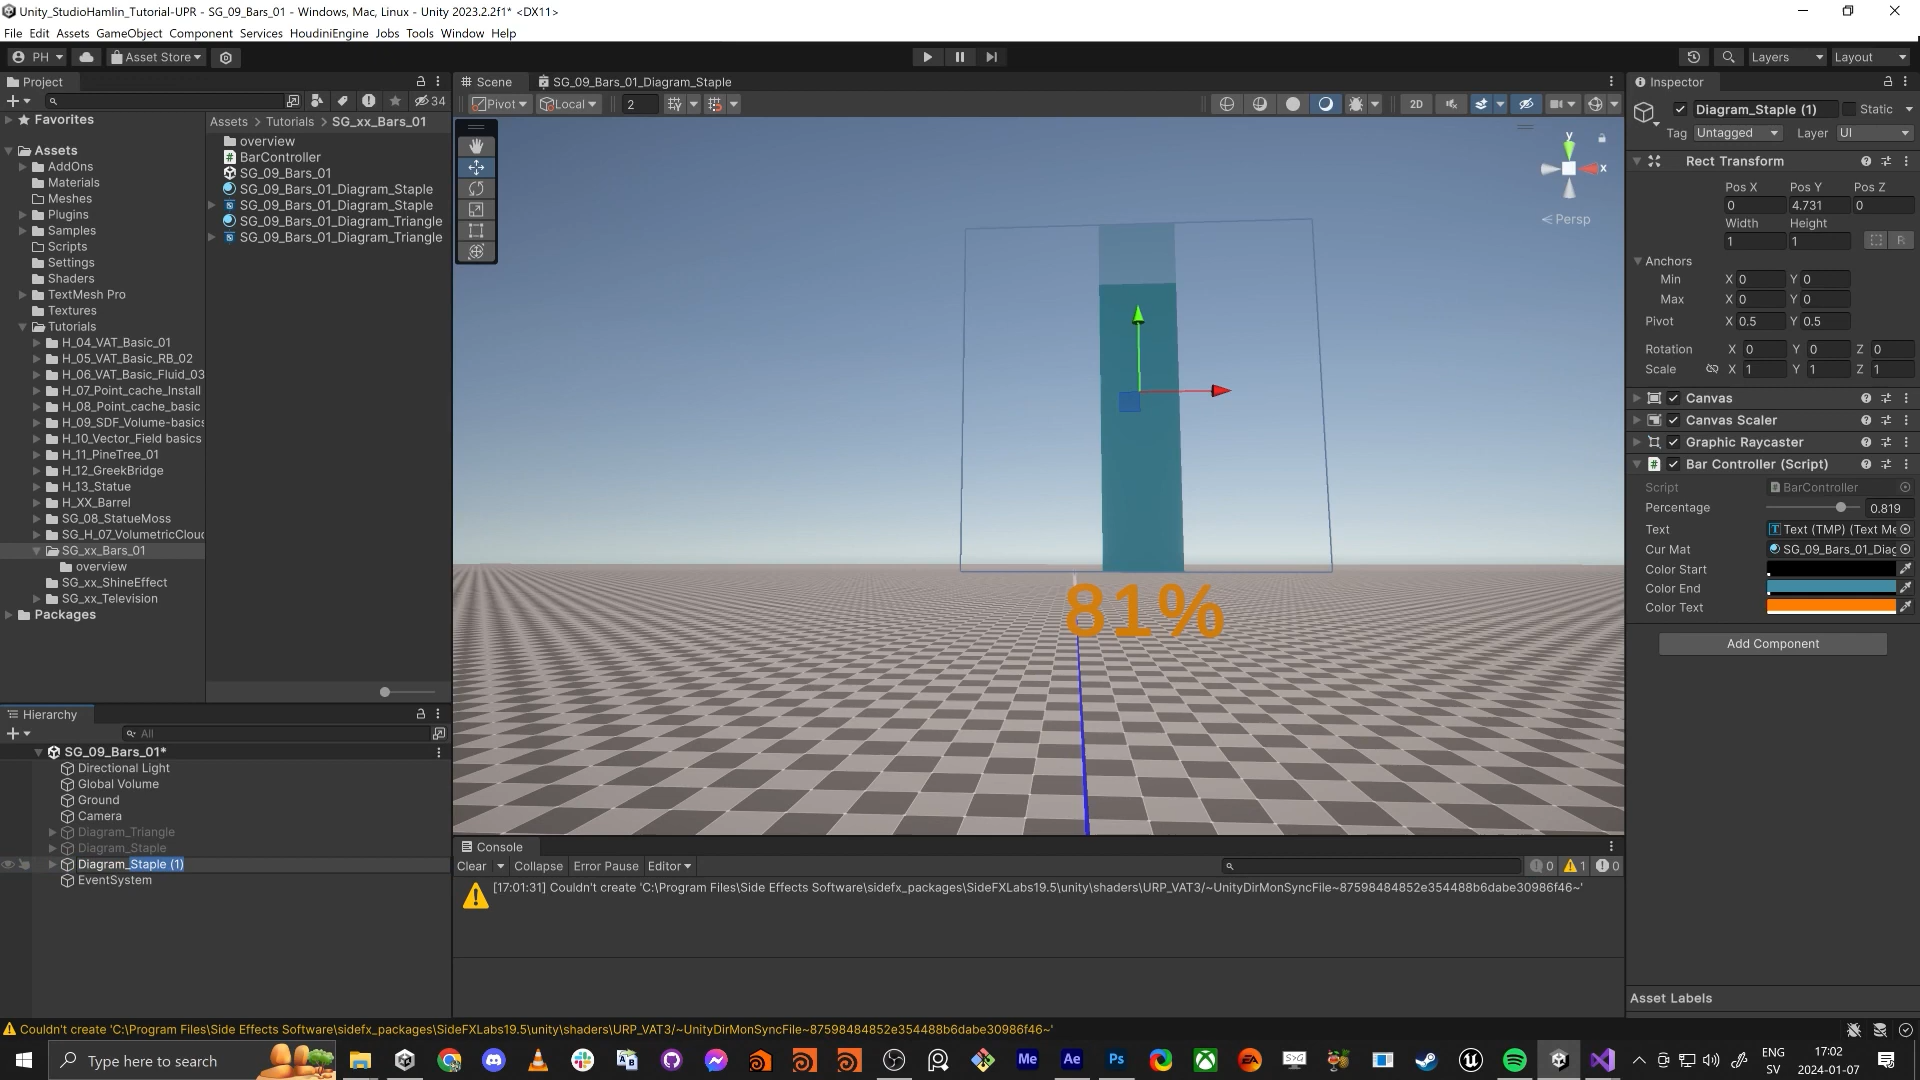 Unity_StudioHamlin_Tutorial-UPR - SG_09_Bars_01 - Windows, Mac, Linux - Unity 2023.2.2f1* <DX11>
File Edit Assets GameObject Component Services HoudiniEngine Jobs Tools Window Help
PH Asset Store Layers Layout
Project
34
Favorites
Assets
AddOns
Materials
Meshes
Plugins
Samples
Scripts
Settings
Shaders
TextMesh Pro
Textures
Tutorials
H_04_VAT_Basic_01
H_05_VAT_Basic_RB_02
H_06_VAT_Basic_Fluid_03
H_07_Point_cache_Install
H_08_Point_cache_basic
H_09_SDF_Volume-basics
H_10_Vector_Field basics
H_11_PineTree_01
H_12_GreekBridge
H_13_Statue
H_XX_Barrel
SG_08_StatueMoss
SG_H_07_VolumetricClouc
SG_xx_Bars_01
overview
SG_xx_ShineEffect
SG_xx_Television
Packages
Assets > Tutorials > SG_xx_Bars_01
overview
BarController
SG_09_Bars_01
SG_09_Bars_01_Diagram_Staple
SG_09_Bars_01_Diagram_Staple
SG_09_Bars_01_Diagram_Triangle
SG_09_Bars_01_Diagram_Triangle
Hierarchy
All
SG_09_Bars_01*
Directional Light
Global Volume
Ground
Camera
Diagram_Triangle
Diagram_Staple
Diagram_Staple (1)
EventSystem
Scene SG_09_Bars_01_Diagram_Staple
Pivot Local 2 2D
y
x
< Persp
81%
Console
Clear Collapse Error Pause Editor 0 1 0
[17:01:31] Couldn't create 'C:\Program Files\Side Effects Software\sidefx_packages\SideFXLabs19.5\unity\shaders\URP_VAT3/~UnityDirMonSyncFile~87598484852e354488b6dabe30986f46~'
Inspector
Diagram_Staple (1) Static
Tag Untagged Layer UI
Rect Transform
Pos X Pos Y Pos Z
0 4.731 0
Width Height
1 1 R
Anchors
Min X 0 Y 0
Max X 0 Y 0
Pivot X 0.5 Y 0.5
Rotation X 0 Y 0 Z 0
Scale X 1 Y 1 Z 1
Canvas
Canvas Scaler
Graphic Raycaster
Bar Controller (Script)
Script BarController
Percentage 0.819
Text Text (TMP) (Text Me
Cur Mat SG_09_Bars_01_Diag
Color Start
Color End
Color Text
Add Component
Asset Labels
Couldn't create 'C:\Program Files\Side Effects Software\sidefx_packages\SideFXLabs19.5\unity\shaders\URP_VAT3/~UnityDirMonSyncFile~87598484852e354488b6dabe30986f46~'
Type here to search
Me Ae Ps EA S>G
ENG
SV
17:02
2024-01-07